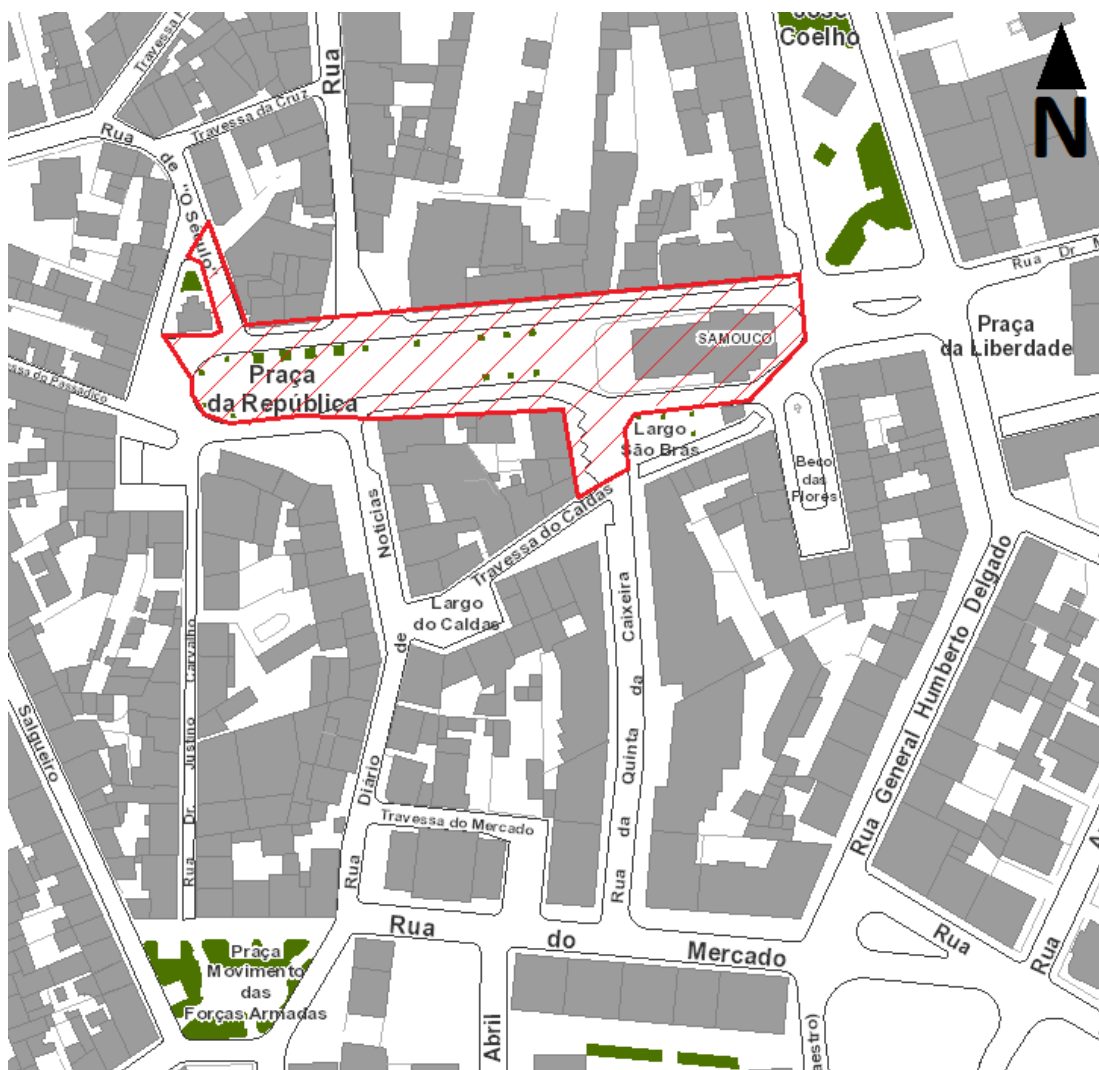 José
Coelho
N
Travessa
Rua
Travessa da Cruz
Rua
de
"O Século"
Rua Dr
SAMOUCO
Praça
da Liberdade
Praça
da República
do Passadiço
Largo
São Brás
Beco
das
Flores
Travessa do Caldas
Largo
do Caldas
Rua Diário de Notícias
Rua da Quinta da Caixeira
Rua General Humberto Delgado
Rua Dr Justino Carvalho
Salgueiro
Travessa do Mercado
Rua do Mercado
Rua
Rua
Praça
Movimento
das
Forças Armadas
Abril